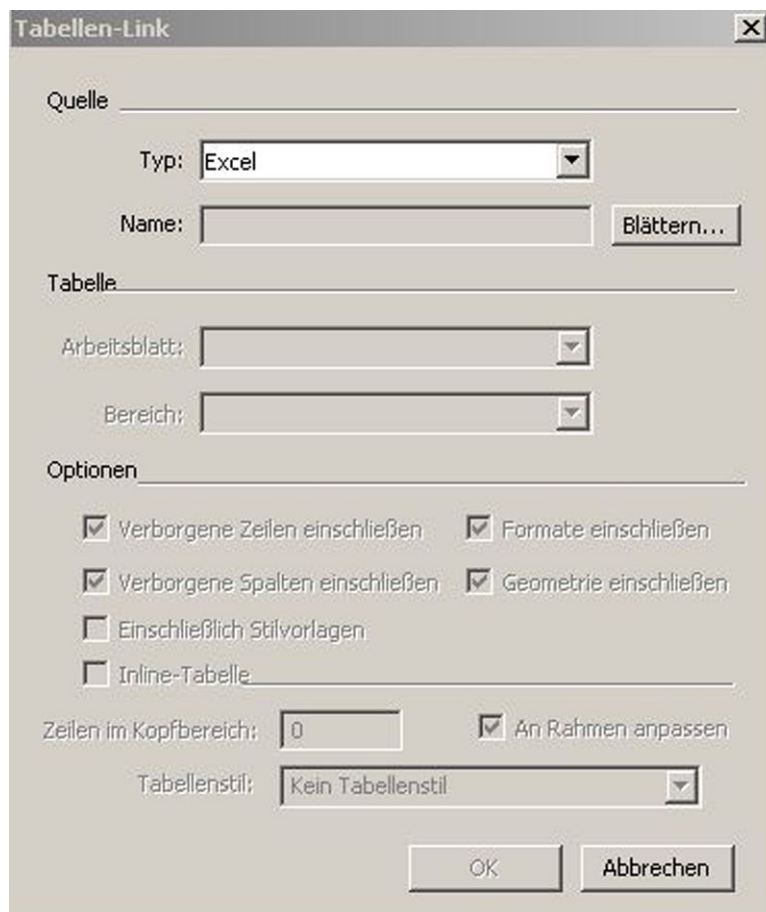 Tabellen-Link
Quelle
Typ: Excel
Name: Blättern...
Tabelle
Arbeitsblatt:
Bereich:
Optionen
Verborgene Zeilen einschließen Formate einschließen
Verborgene Spalten einschließen Geometrie einschließen
Einschließlich Stilvorlagen
Inline-Tabelle
Zeilen im Kopfbereich: 0 An Rahmen anpassen
Tabellenstil: Kein Tabellenstil
OK Abbrechen